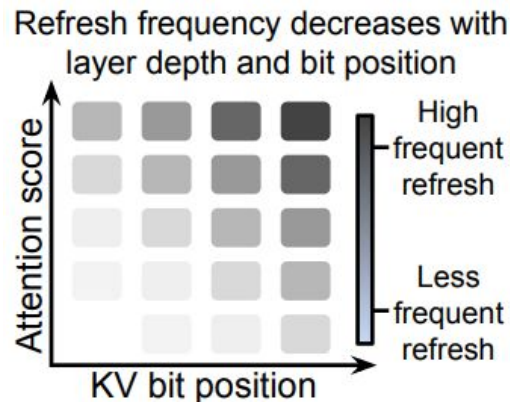 Refresh frequency decreases with
layer depth and bit position
Attention score
High
frequent
refresh
Less
frequent
refresh
KV bit position